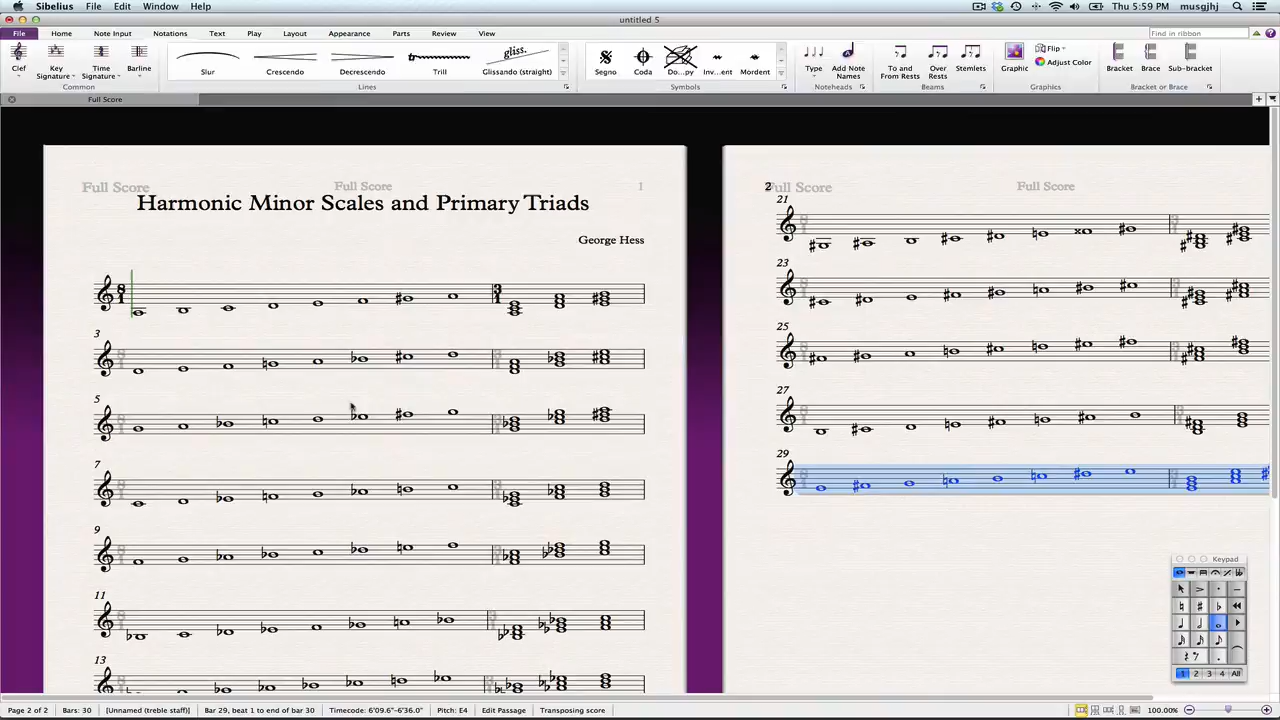 Sibelius File Edit Window Help Thu 5:59 PM musgjhj
untitled 5
File Home Note Input Notations Text Play Layout Appearance Parts Review View Find in ribbon
gliss.
Clef Key Signature Time Signature Barline Slur Crescendo Decrescendo Trill Glissando (straight) Segno Coda Do...py Inv...ent Mordent Type Add Note Names To and From Rests Over Rests Stemlets Graphic Flip Adjust Color Bracket Brace Sub-bracket
Common Lines Symbols Noteheads Beams Graphics Bracket or Brace
Full Score
Full Score Full Score 1
Harmonic Minor Scales and Primary Triads
George Hess
8 1 3 1
3
5
7
9
11
13
2 Full Score Full Score
21
23
25
27
29
Keypad
1 2 3 4 All
Page 2 of 2 Bars: 30 [Unnamed (treble staff)] Bar 29, beat 1 to end of bar 30 Timecode: 6'09.6"-6'36.0" Pitch: E4 Edit Passage Transposing score 100.00%